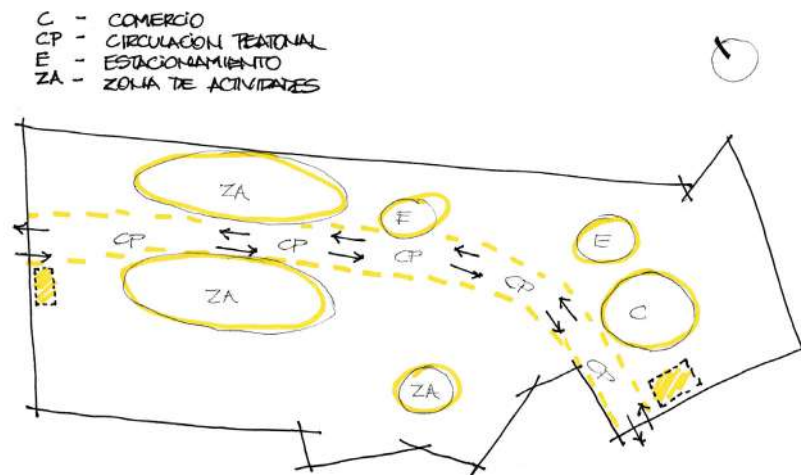 C - COMERCIO
CP - CIRCULACION PEATONAL
E - ESTACIONAMIENTO
ZA - ZONA DE ACTIVIDADES
ZA
E
CP
CP
E
CP
CP
ZA
C
CP
ZA